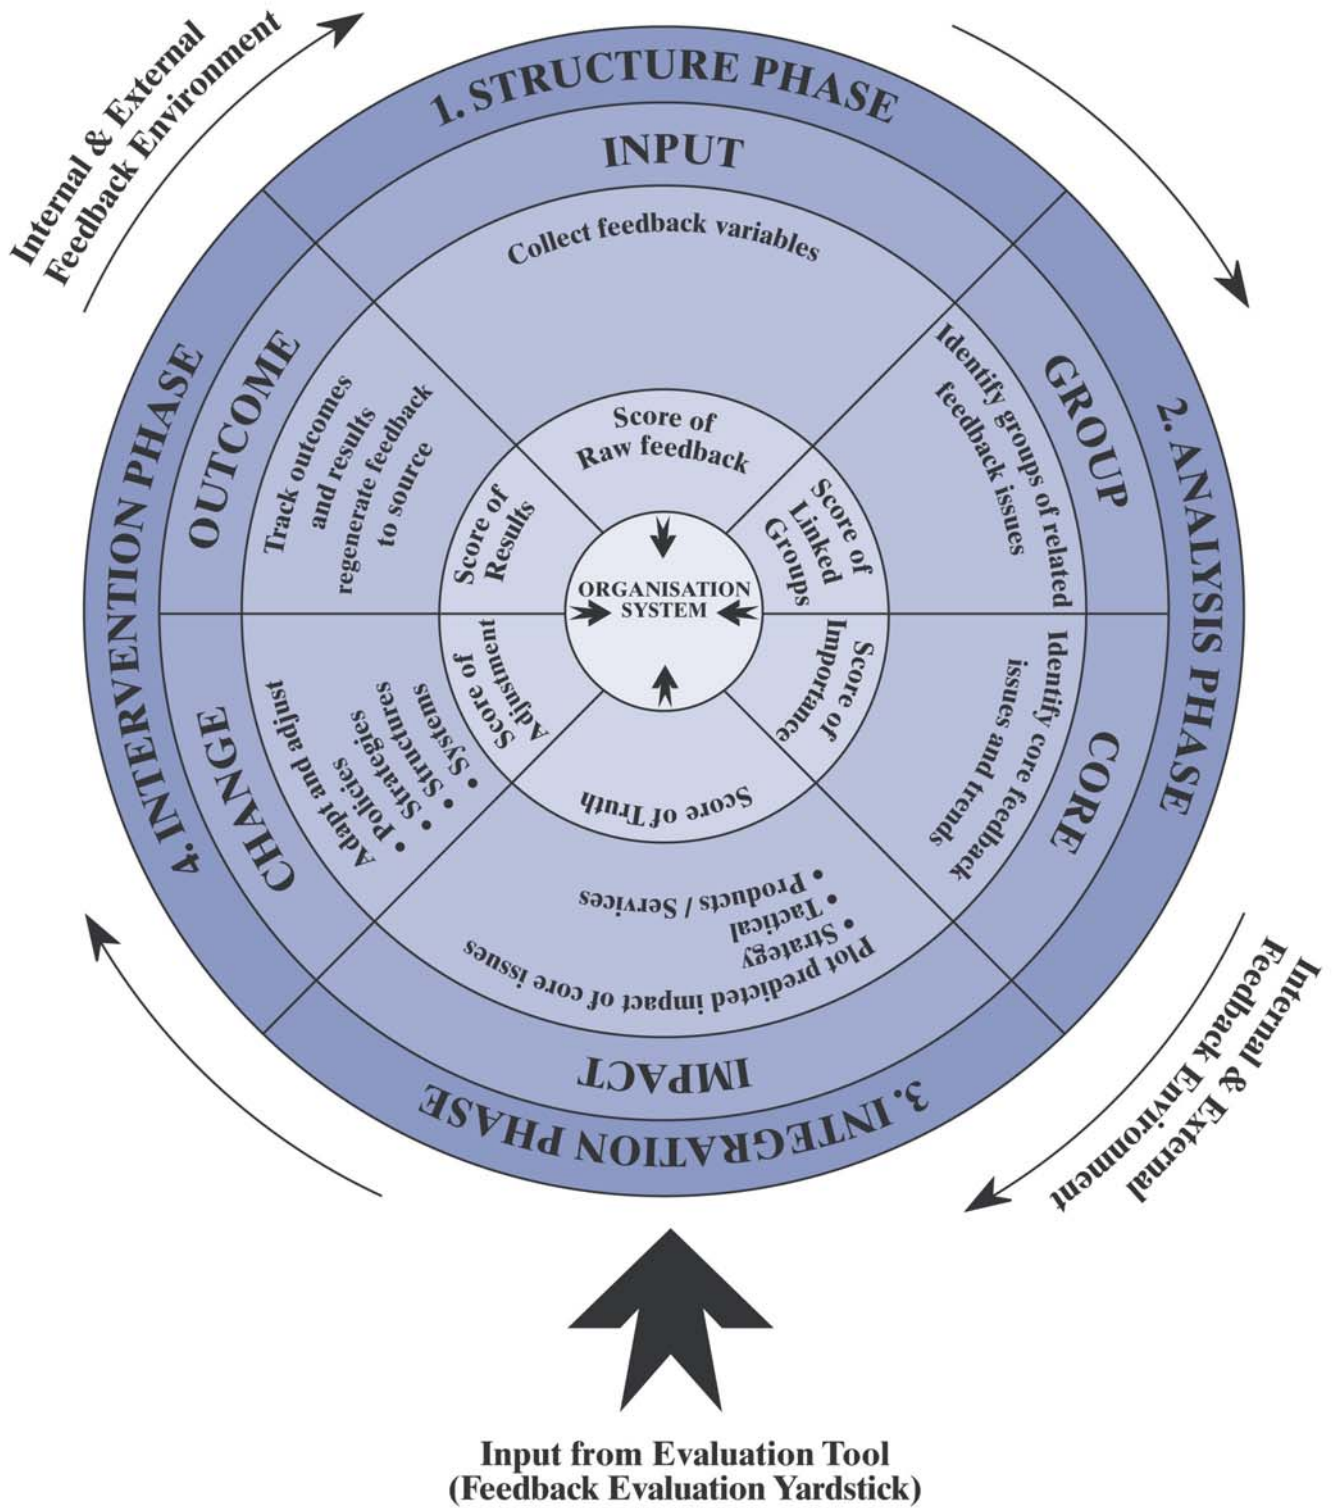 Internal & External
Feedback Environment
1. STRUCTURE PHASE
INPUT
Collect feedback variables
Score of
Raw feedback
2. ANALYSIS PHASE
GROUP
Identify groups of related
feedback issues
Score of
Linked
Groups
CORE
Identify core feedback
issues and trends
Score of
Importance
Internal & External
Feedback Environment
3. INTEGRATION PHASE
IMPACT
Plot predicted impact of core issues
• Strategy
• Tactical
• Products / Services
Score of Truth
4. INTERVENTION PHASE
CHANGE
Adapt and adjust
• Policies
• Strategies
• Structures
• Systems
Score of
Adjustment
OUTCOME
Track outcomes
and results
regenerate feedback
to source
Score of
Results
ORGANISATION
SYSTEM
Input from Evaluation Tool
(Feedback Evaluation Yardstick)